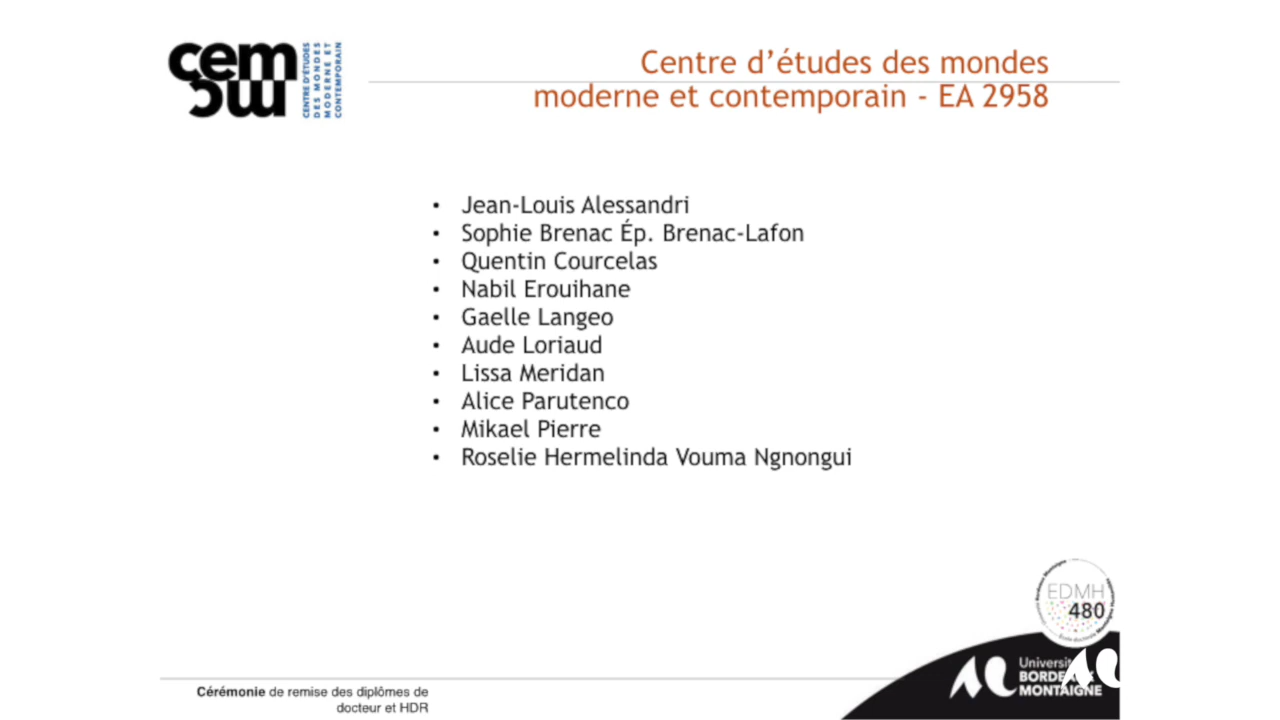 cem
CENTRE D'ÉTUDES
DES MONDES
MODERNE ET
CONTEMPORAIN
Centre d'études des mondes
moderne et contemporain - EA 2958
• Jean-Louis Alessandri
• Sophie Brenac Ép. Brenac-Lafon
• Quentin Courcelas
• Nabil Erouihane
• Gaelle Langeo
• Aude Loriaud
• Lissa Meridan
• Alice Parutenco
• Mikael Pierre
• Roselie Hermelinda Vouma Ngnongui
EDMH
480
Cérémonie de remise des diplômes de
docteur et HDR
Université
BORDEAUX
MONTAIGNE